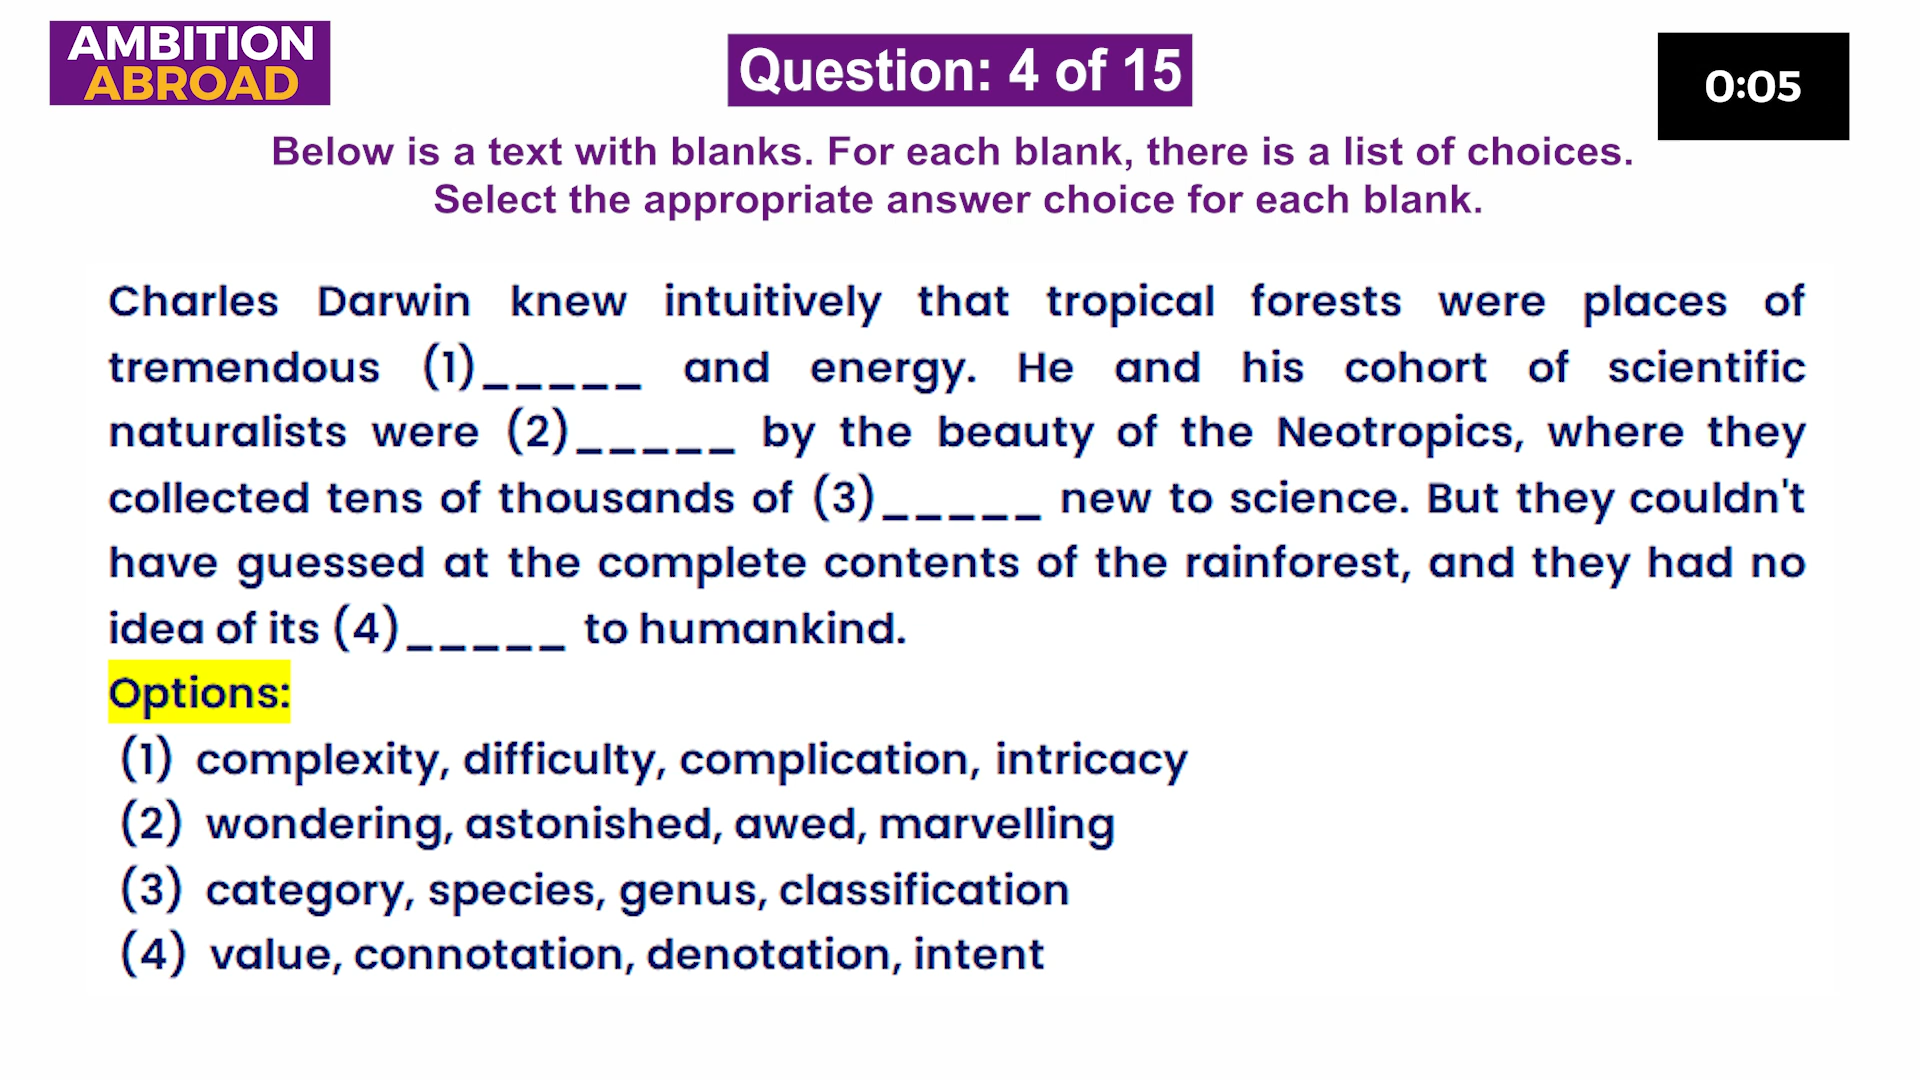 AMBITION
ABROAD
Question: 4 of 15
0:05
Below is a text with blanks. For each blank, there is a list of choices.
Select the appropriate answer choice for each blank.
Charles Darwin knew intuitively that tropical forests were places of
tremendous (1)_____ and energy. He and his cohort of scientific
naturalists were (2)_____ by the beauty of the Neotropics, where they
collected tens of thousands of (3)_____ new to science. But they couldn't
have guessed at the complete contents of the rainforest, and they had no
idea of its (4)_____ to humankind.
Options:
(1) complexity, difficulty, complication, intricacy
(2) wondering, astonished, awed, marvelling
(3) category, species, genus, classification
(4) value, connotation, denotation, intent